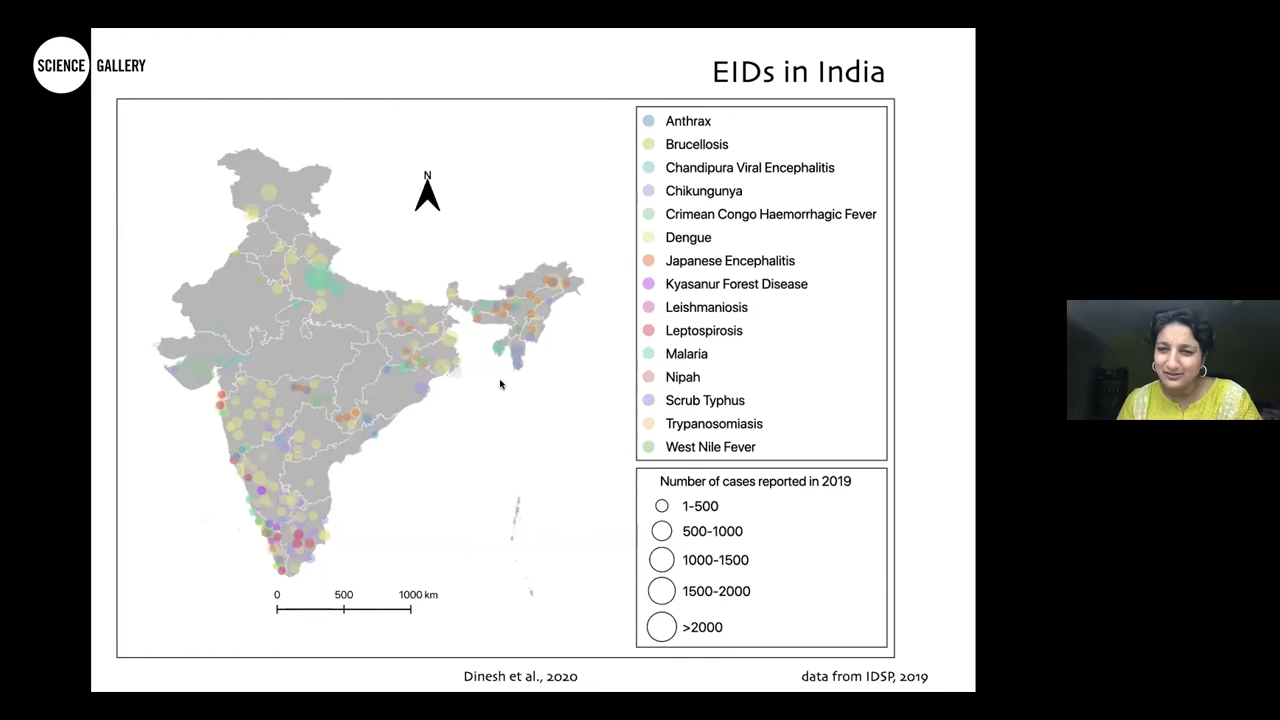 SCIENCE GALLERY
EIDs in India
N
Anthrax
Brucellosis
Chandipura Viral Encephalitis
Chikungunya
Crimean Congo Haemorrhagic Fever
Dengue
Japanese Encephalitis
Kyasanur Forest Disease
Leishmaniosis
Leptospirosis
Malaria
Nipah
Scrub Typhus
Trypanosomiasis
West Nile Fever
Number of cases reported in 2019
1-500
500-1000
1000-1500
1500-2000
>2000
0 500 1000 km
Dinesh et al., 2020
data from IDSP, 2019